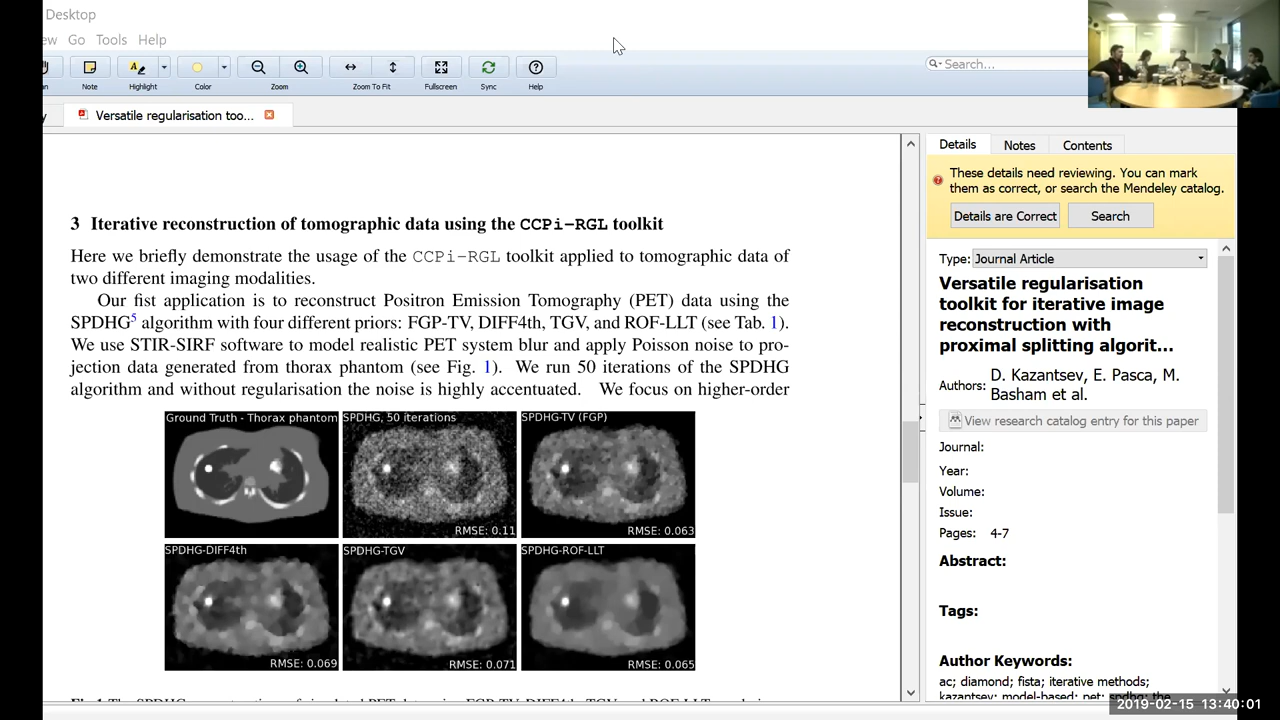 Desktop
ew Go Tools Help
an Note Highlight Color Zoom Zoom To Fit Fullscreen Sync Help
Search...
y Versatile regularisation too...
3 Iterative reconstruction of tomographic data using the CCPi-RGL toolkit
Here we briefly demonstrate the usage of the CCPi-RGL toolkit applied to tomographic data of
two different imaging modalities.
Our fist application is to reconstruct Positron Emission Tomography (PET) data using the
SPDHG5 algorithm with four different priors: FGP-TV, DIFF4th, TGV, and ROF-LLT (see Tab. 1).
We use STIR-SIRF software to model realistic PET system blur and apply Poisson noise to pro-
jection data generated from thorax phantom (see Fig. 1). We run 50 iterations of the SPDHG
algorithm and without regularisation the noise is highly accentuated. We focus on higher-order
Ground Truth - Thorax phantom
SPDHG, 50 iterations
RMSE: 0.11
SPDHG-TV (FGP)
RMSE: 0.063
SPDHG-DIFF4th
RMSE: 0.069
SPDHG-TGV
RMSE: 0.071
SPDHG-ROF-LLT
RMSE: 0.065
Details Notes Contents
These details need reviewing. You can mark
them as correct, or search the Mendeley catalog.
Details are Correct Search
Type: Journal Article
Versatile regularisation
toolkit for iterative image
reconstruction with
proximal splitting algorit...
Authors: D. Kazantsev, E. Pasca, M.
Basham et al.
View research catalog entry for this paper
Journal:
Year:
Volume:
Issue:
Pages: 4-7
Abstract:
Tags:
Author Keywords:
ac; diamond; fista; iterative methods;
2019-02-15 13:40:01